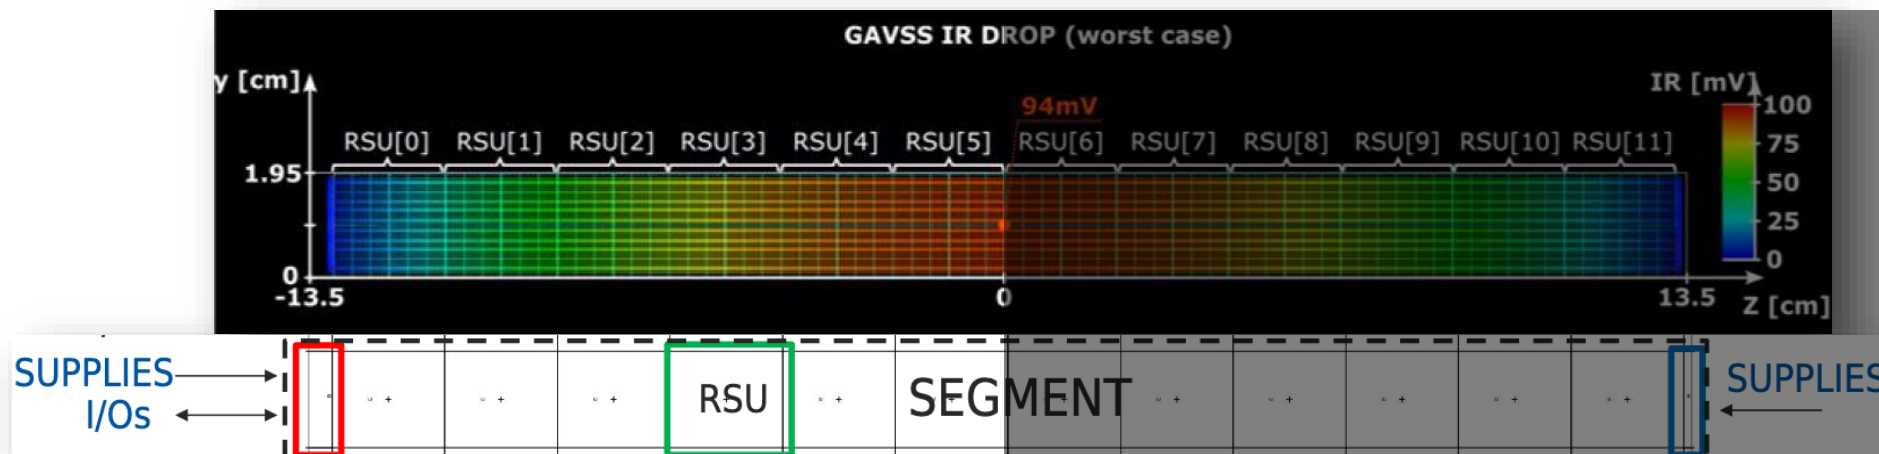 GAVSS IR DROP (worst case)
y [cm]
IR [mV]
94mV
100
RSU[0] RSU[1] RSU[2] RSU[3] RSU[4] RSU[5] RSU[6] RSU[7] RSU[8] RSU[9] RSU[10] RSU[11]
75
1.95
50
25
0
0
-13.5
0
13.5
Z [cm]
SUPPLIES
I/Os
RSU
SEGMENT
SUPPLIES